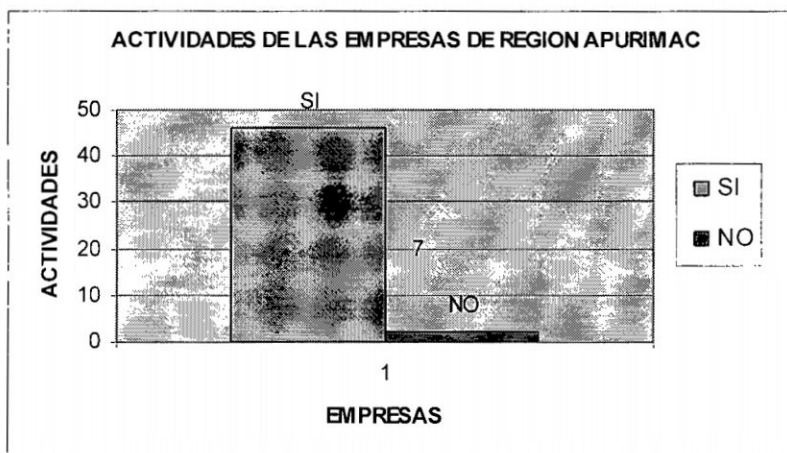 ACTIVIDADES DE LAS EMPRESAS DE REGION APURIMAC
SI
50
40
30
20
10
0
ACTIVIDADES
7
NO
1
EMPRESAS
SI
NO